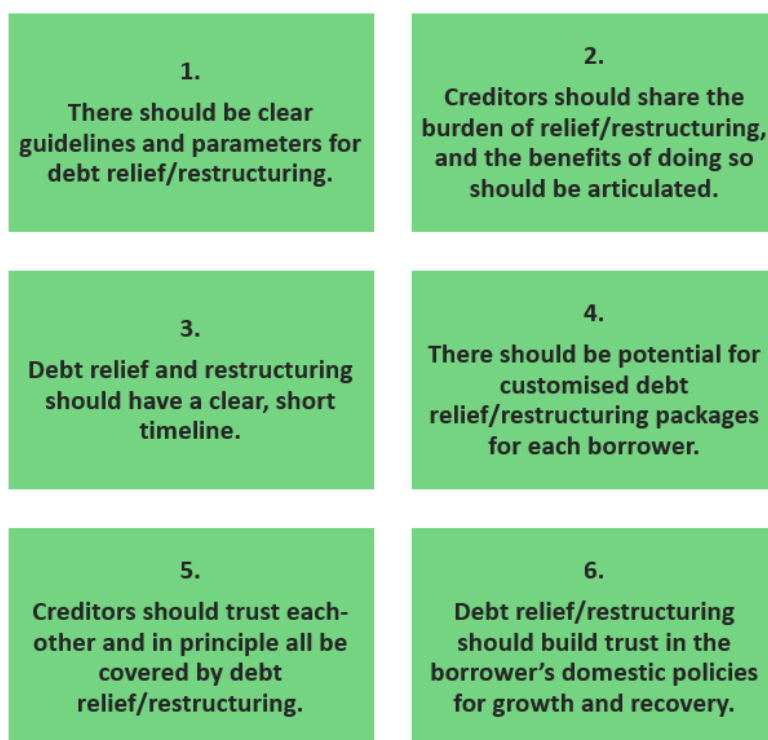 1.
There should be clear
guidelines and parameters for
debt relief/restructuring.
2.
Creditors should share the
burden of relief/restructuring,
and the benefits of doing so
should be articulated.
3.
Debt relief and restructuring
should have a clear, short
timeline.
4.
There should be potential for
customised debt
relief/restructuring packages
for each borrower.
5.
Creditors should trust each-
other and in principle all be
covered by debt
relief/restructuring.
6.
Debt relief/restructuring
should build trust in the
borrower’s domestic policies
for growth and recovery.